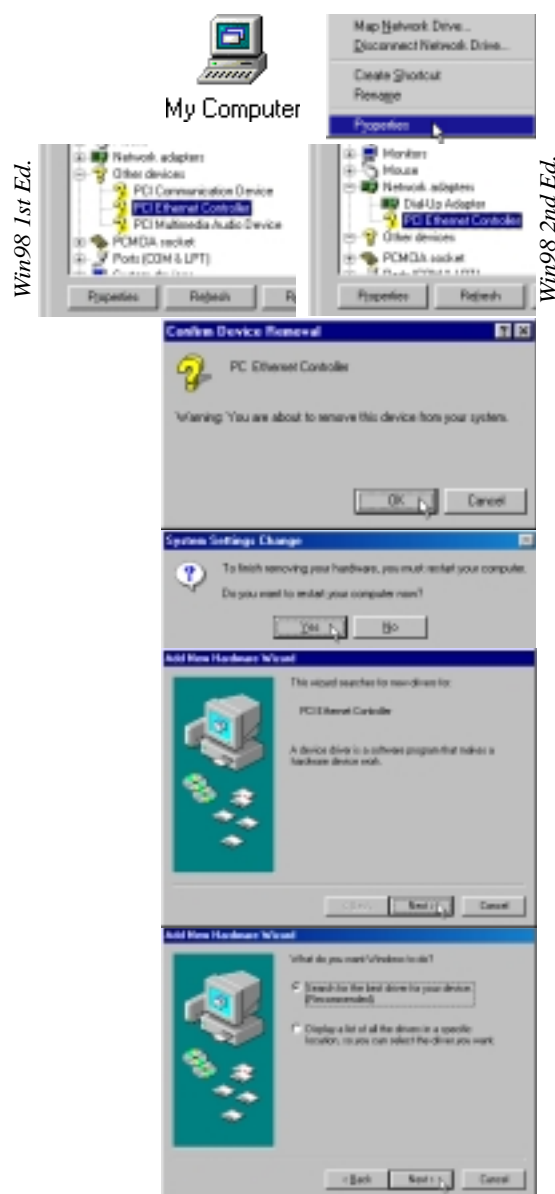 My Computer
Map Network Drive...
Disconnect Network Drive...
Create Shortcut
Rename
Properties
Win98 1st Ed.
Network adapters
Other devices
PCI Communication Device
PCI Ethernet Controller
PCI Multimedia Audio Device
PCMCIA socket
Ports (COM & LPT)
Properties
Refresh
Win98 2nd Ed.
Monitors
Mouse
Network adapters
Dial-Up Adapter
PCI Ethernet Controller
Other devices
PCMCIA socket
Properties
Refresh
Confirm Device Removal
PC Ethernet Controller
Warning: You are about to remove this device from your system.
OK
Cancel
System Settings Change
To finish removing your hardware, you must restart your computer.
Do you want to restart your computer now?
Yes
No
Add New Hardware Wizard
This wizard searches for new drivers for:
PCI Ethernet Controller
A device driver is a software program that makes a
hardware device work.
Next >
Cancel
Add New Hardware Wizard
What do you want Windows to do?
Search for the best driver for your device.
(Recommended).
Display a list of all the drivers in a specific
location, so you can select the driver you want.
< Back
Next >
Cancel